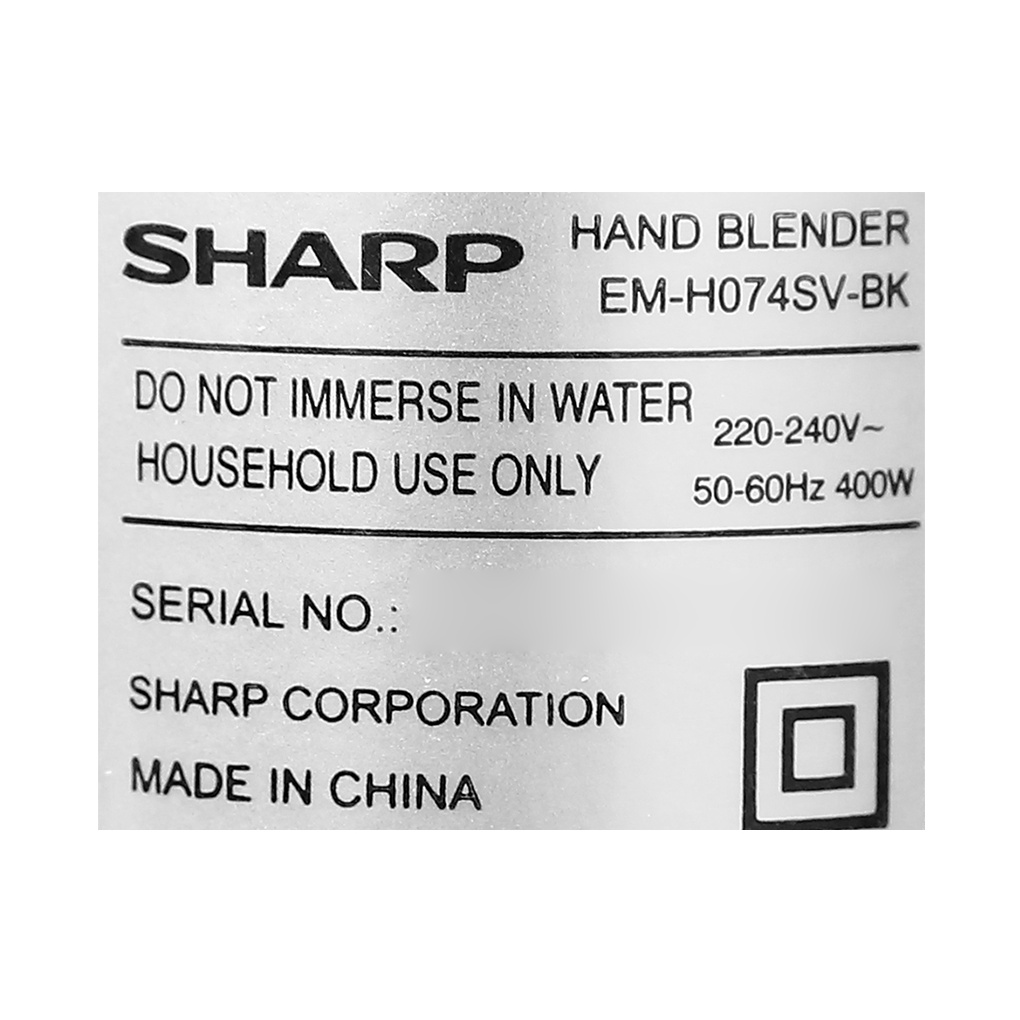 SHARP HAND BLENDER
EM-H074SV-BK
DO NOT IMMERSE IN WATER
HOUSEHOLD USE ONLY
220-240V~
50-60Hz 400W
SERIAL NO.:
SHARP CORPORATION
MADE IN CHINA